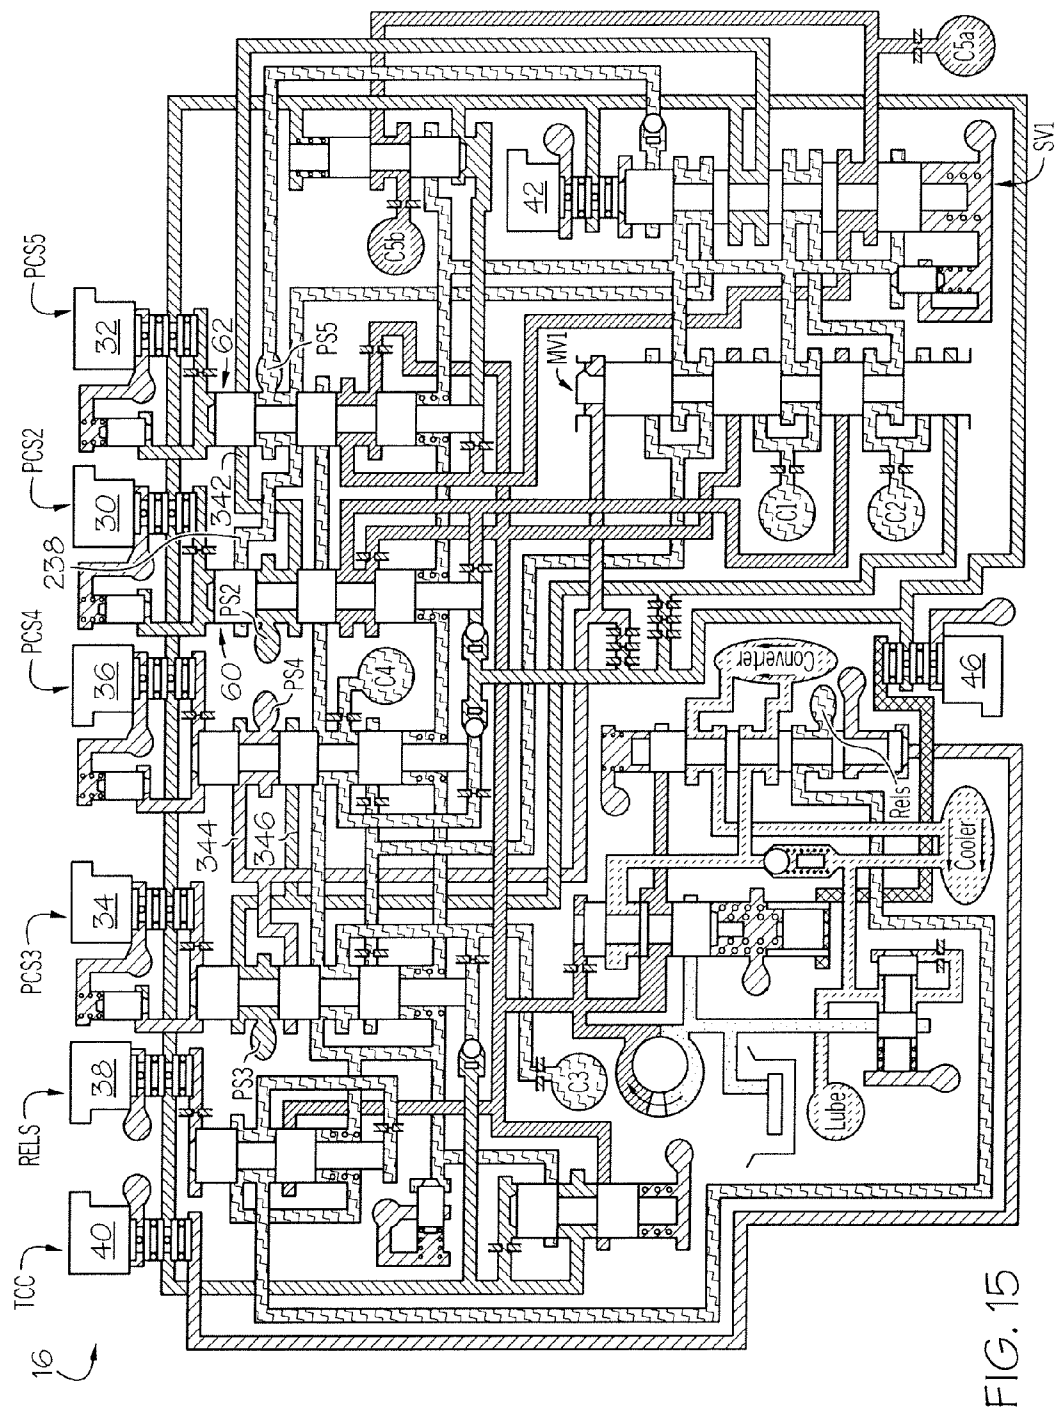 16
TCC
40
RELS
38
PCS3
34
PCS4
36
PCS2
30
PCS5
32
238
342
62
60
PS5
PS2
PS4
PS3
344
346
C5b
C5a
42
SV1
MV1
C4
C1
C2
C3
Converter
46
Rels
Cooler
Lube
FIG. 15